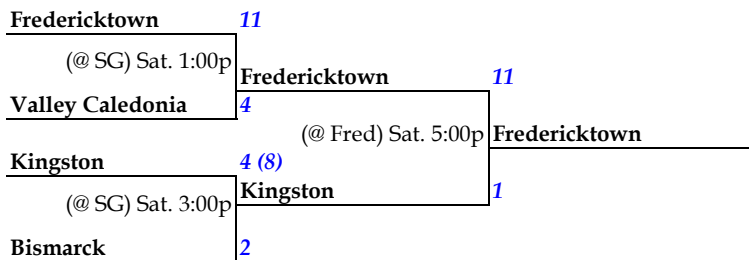 Fredericktown 11
(@ SG) Sat. 1:00p
Fredericktown 11
Valley Caledonia 4
(@ Fred) Sat. 5:00p Fredericktown
Kingston 4 (8)
(@ SG) Sat. 3:00p
Kingston 1
Bismarck 2